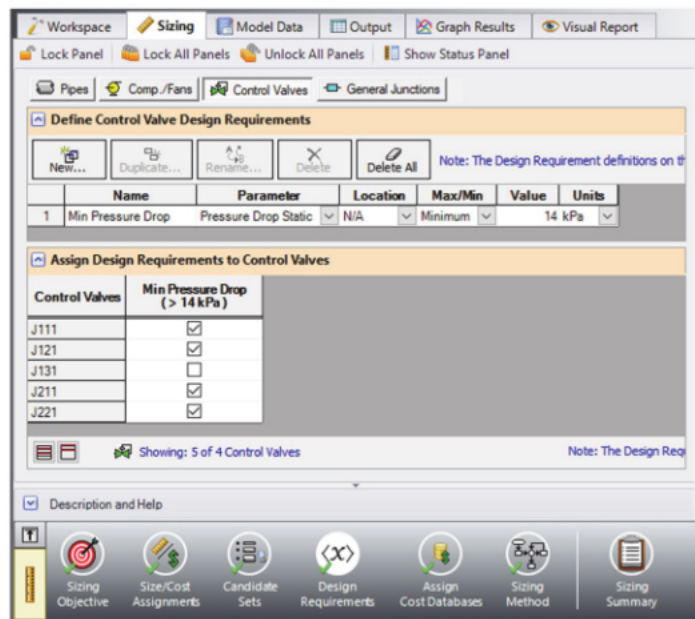 Workspace Sizing Model Data Output Graph Results Visual Report
Lock Panel Lock All Panels Unlock All Panels Show Status Panel
Pipes Comp./Fans Control Valves General Junctions
Define Control Valve Design Requirements
New... Duplicate... Rename... Delete Delete All Note: The Design Requirement definitions on th
Name Parameter Location Max/Min Value Units
1 Min Pressure Drop Pressure Drop Static N/A Minimum 14 kPa
Assign Design Requirements to Control Valves
Control Valves Min Pressure Drop
(> 14 kPa)
J111
J121
J131
J211
J221
Showing: 5 of 4 Control Valves Note: The Design Requ
Description and Help
Sizing Size/Cost Candidate Design Assign Sizing Sizing
Objective Assignments Sets Requirements Cost Databases Method Summary